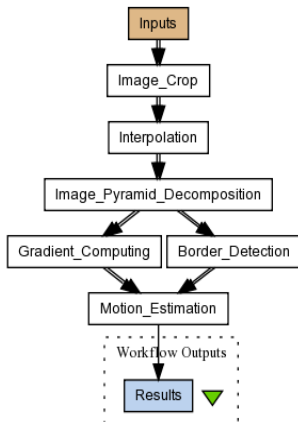 Inputs
Image_Crop
Interpolation
Image_Pyramid_Decomposition
Gradient_Computing
Border_Detection
Motion_Estimation
Workflow Outputs
Results